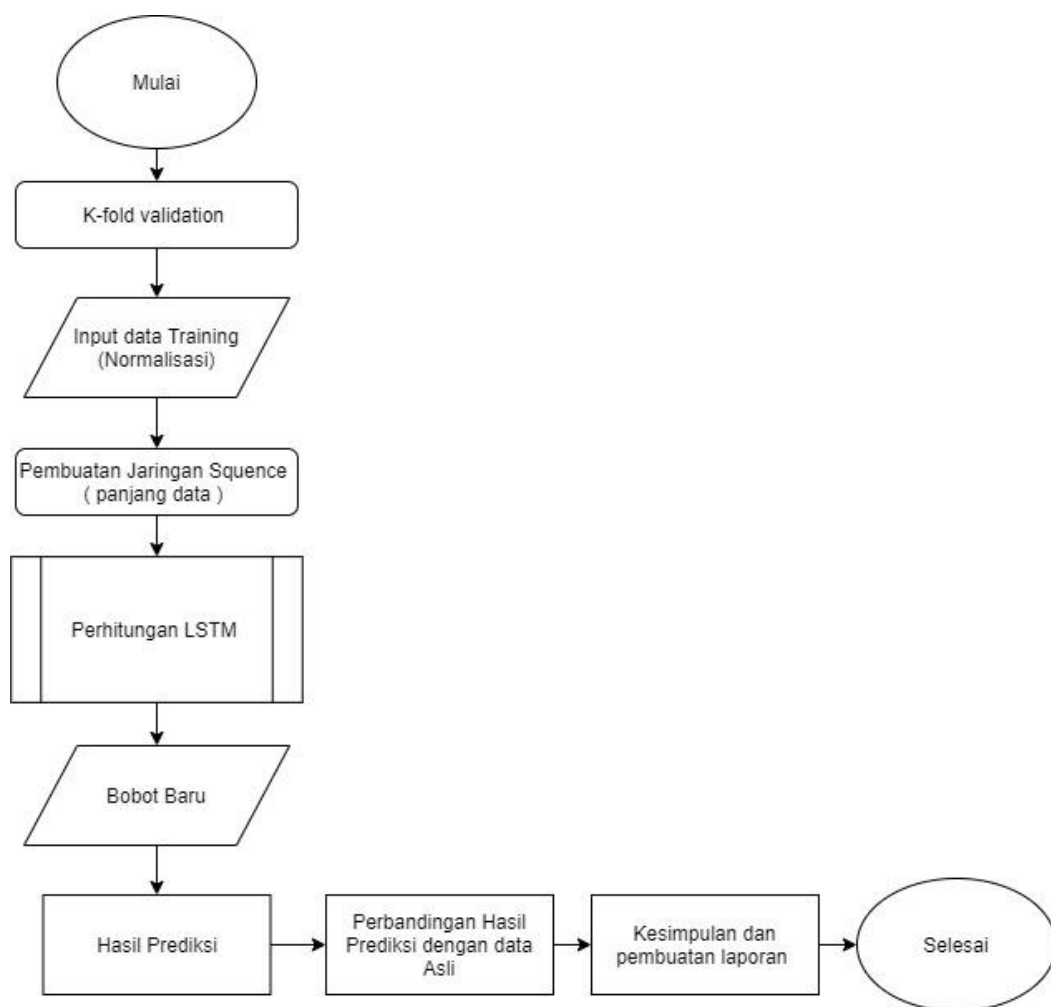 Mulai
K-fold validation
Input data Training
(Normalisasi)
Pembuatan Jaringan Squence
( panjang data )
Perhitungan LSTM
Bobot Baru
Hasil Prediksi
Perbandingan Hasil
Prediksi dengan data
Asli
Kesimpulan dan
pembuatan laporan
Selesai